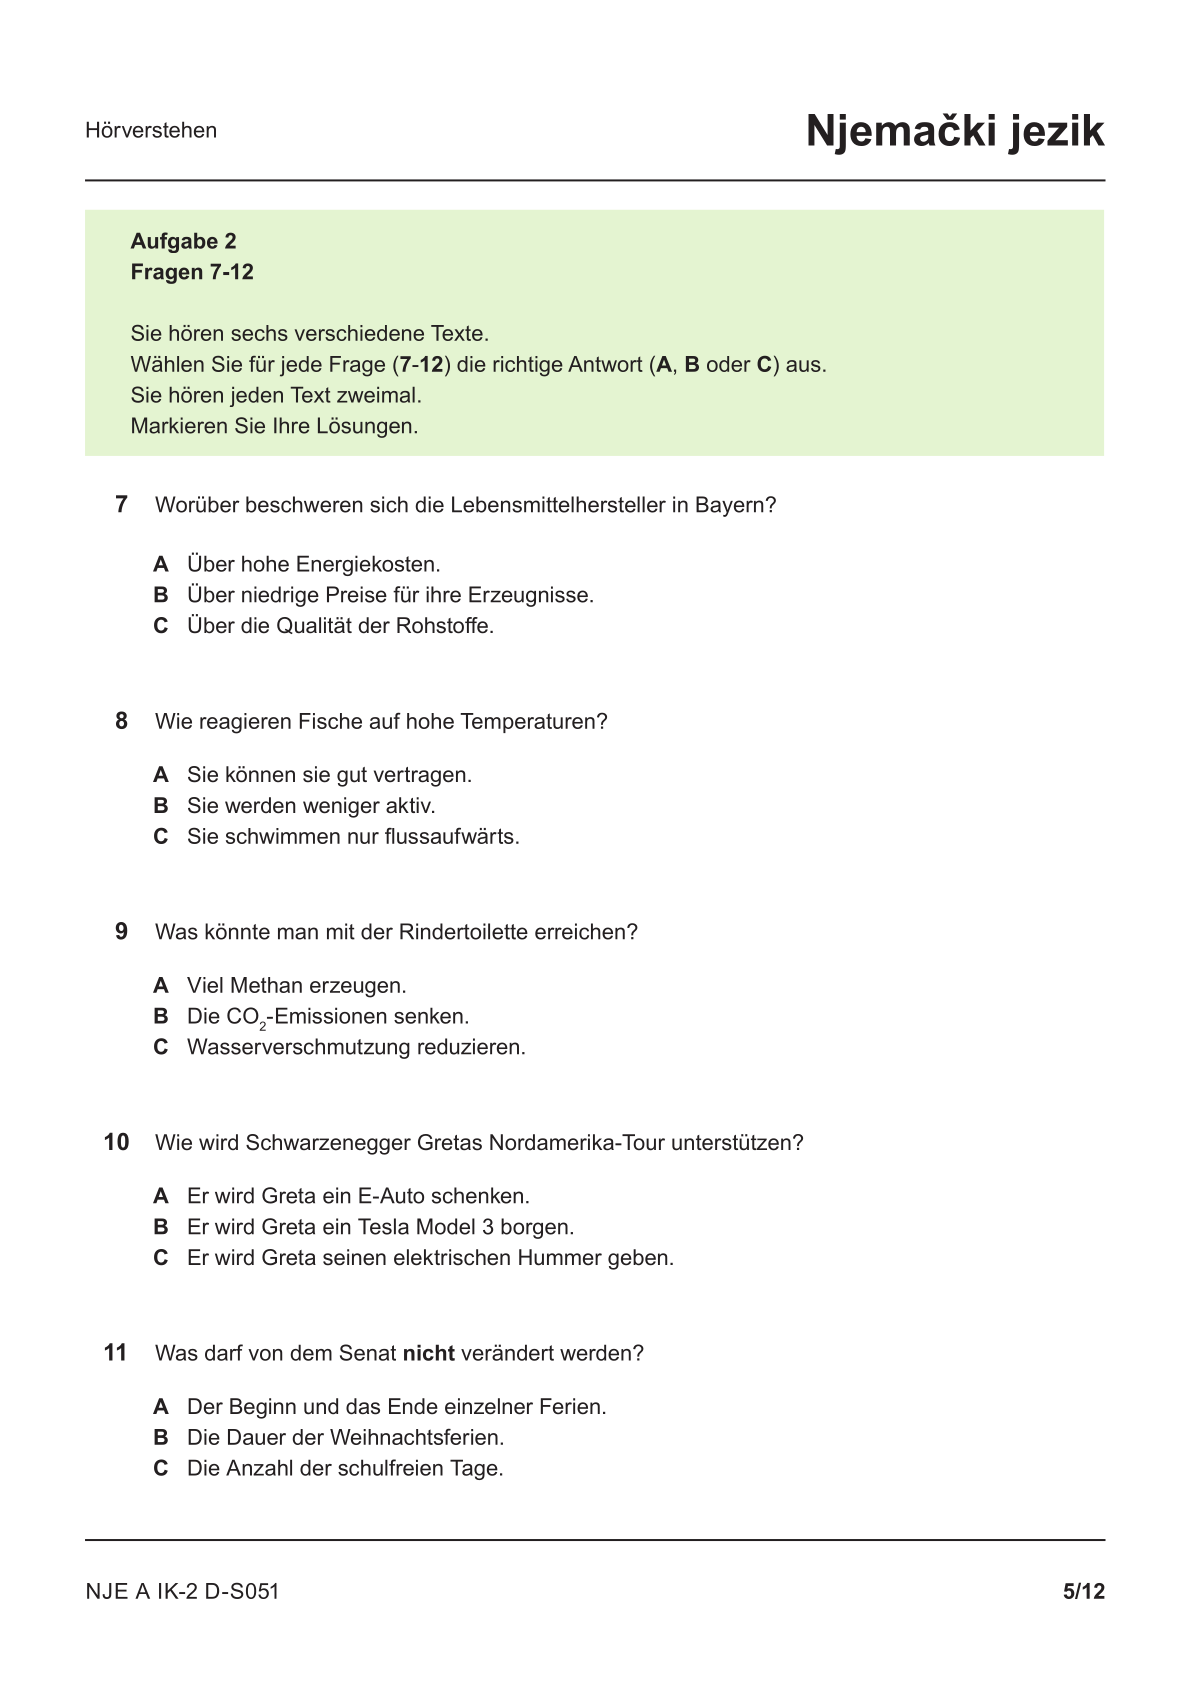 Hörverstehen
Njemački jezik
Aufgabe 2
Fragen 7-12
Sie hören sechs verschiedene Texte.
Wählen Sie für jede Frage (7-12) die richtige Antwort (A, B oder C) aus.
Sie hören jeden Text zweimal.
Markieren Sie Ihre Lösungen.
7 Worüber beschweren sich die Lebensmittelhersteller in Bayern?
A Über hohe Energiekosten.
B Über niedrige Preise für ihre Erzeugnisse.
C Über die Qualität der Rohstoffe.
8 Wie reagieren Fische auf hohe Temperaturen?
A Sie können sie gut vertragen.
B Sie werden weniger aktiv.
C Sie schwimmen nur flussaufwärts.
9 Was könnte man mit der Rindertoilette erreichen?
A Viel Methan erzeugen.
B Die CO₂-Emissionen senken.
C Wasserverschmutzung reduzieren.
10 Wie wird Schwarzenegger Gretas Nordamerika-Tour unterstützen?
A Er wird Greta ein E-Auto schenken.
B Er wird Greta ein Tesla Model 3 borgen.
C Er wird Greta seinen elektrischen Hummer geben.
11 Was darf von dem Senat nicht verändert werden?
A Der Beginn und das Ende einzelner Ferien.
B Die Dauer der Weihnachtsferien.
C Die Anzahl der schulfreien Tage.
NJE A IK-2 D-S051
5/12